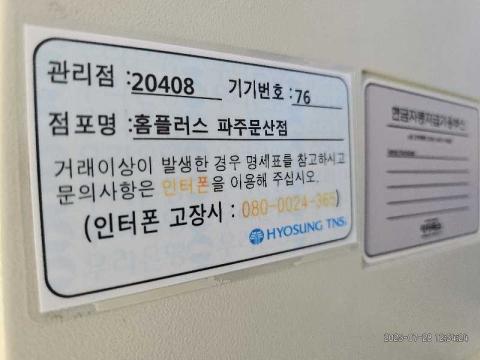 관리점 :20408 기기번호 :76
점포명 :홈플러스 파주문산점
거래이상이 발생한 경우 명세표를 참고하시고
문의사항은 인터폰을 이용해 주십시오.
(인터폰 고장시 : 080-0024-365)
HYOSUNG TNS